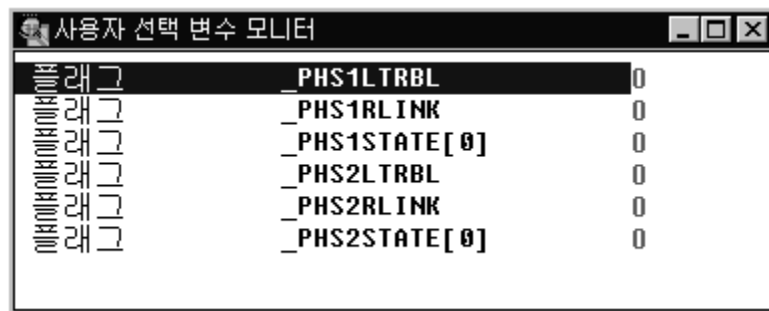 사용자 선택 변수 모니터
플래그 _PHS1LTRBL 0
플래그 _PHS1RLINK 0
플래그 _PHS1STATE[0] 0
플래그 _PHS2LTRBL 0
플래그 _PHS2RLINK 0
플래그 _PHS2STATE[0] 0